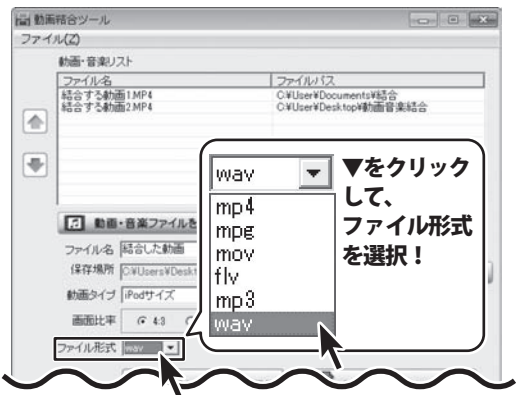 動画結合ツール
ファイル(Z)
動画・音楽リスト
ファイル名 ファイルパス
結合する動画1.MP4 C:¥User¥Documents¥結合
結合する動画2.MP4 C:¥User¥Desktop¥動画音楽結合
動画・音楽ファイルを
ファイル名 結合した動画
保存場所 C:¥Users¥Deskt
動画タイプ iPodサイズ
画面比率 4:3
ファイル形式 wav
wav
mp4
mpg
mov
flv
mp3
wav
▼をクリック
して、
ファイル形式
を選択！